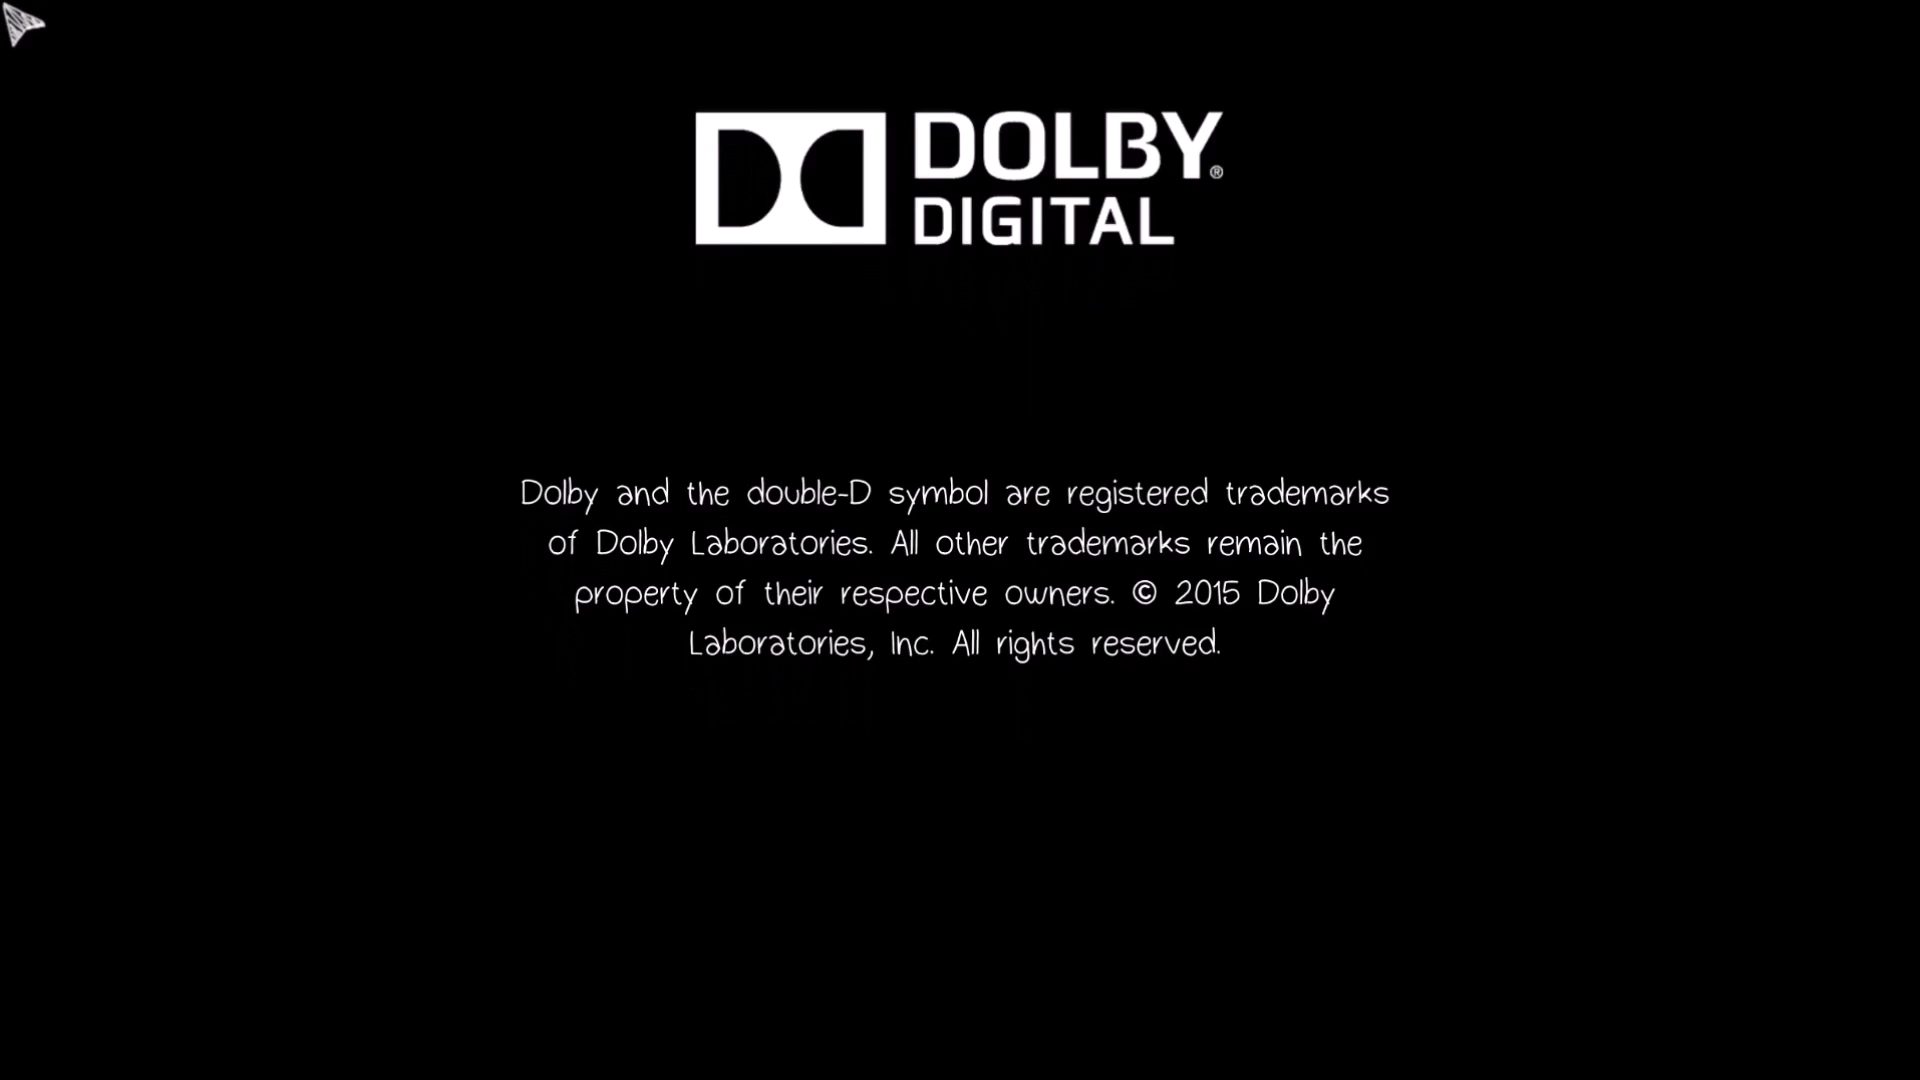 DOLBY®
DIGITAL
Dolby and the double-D symbol are registered trademarks
of Dolby Laboratories. All other trademarks remain the
property of their respective owners. © 2015 Dolby
Laboratories, Inc. All rights reserved.